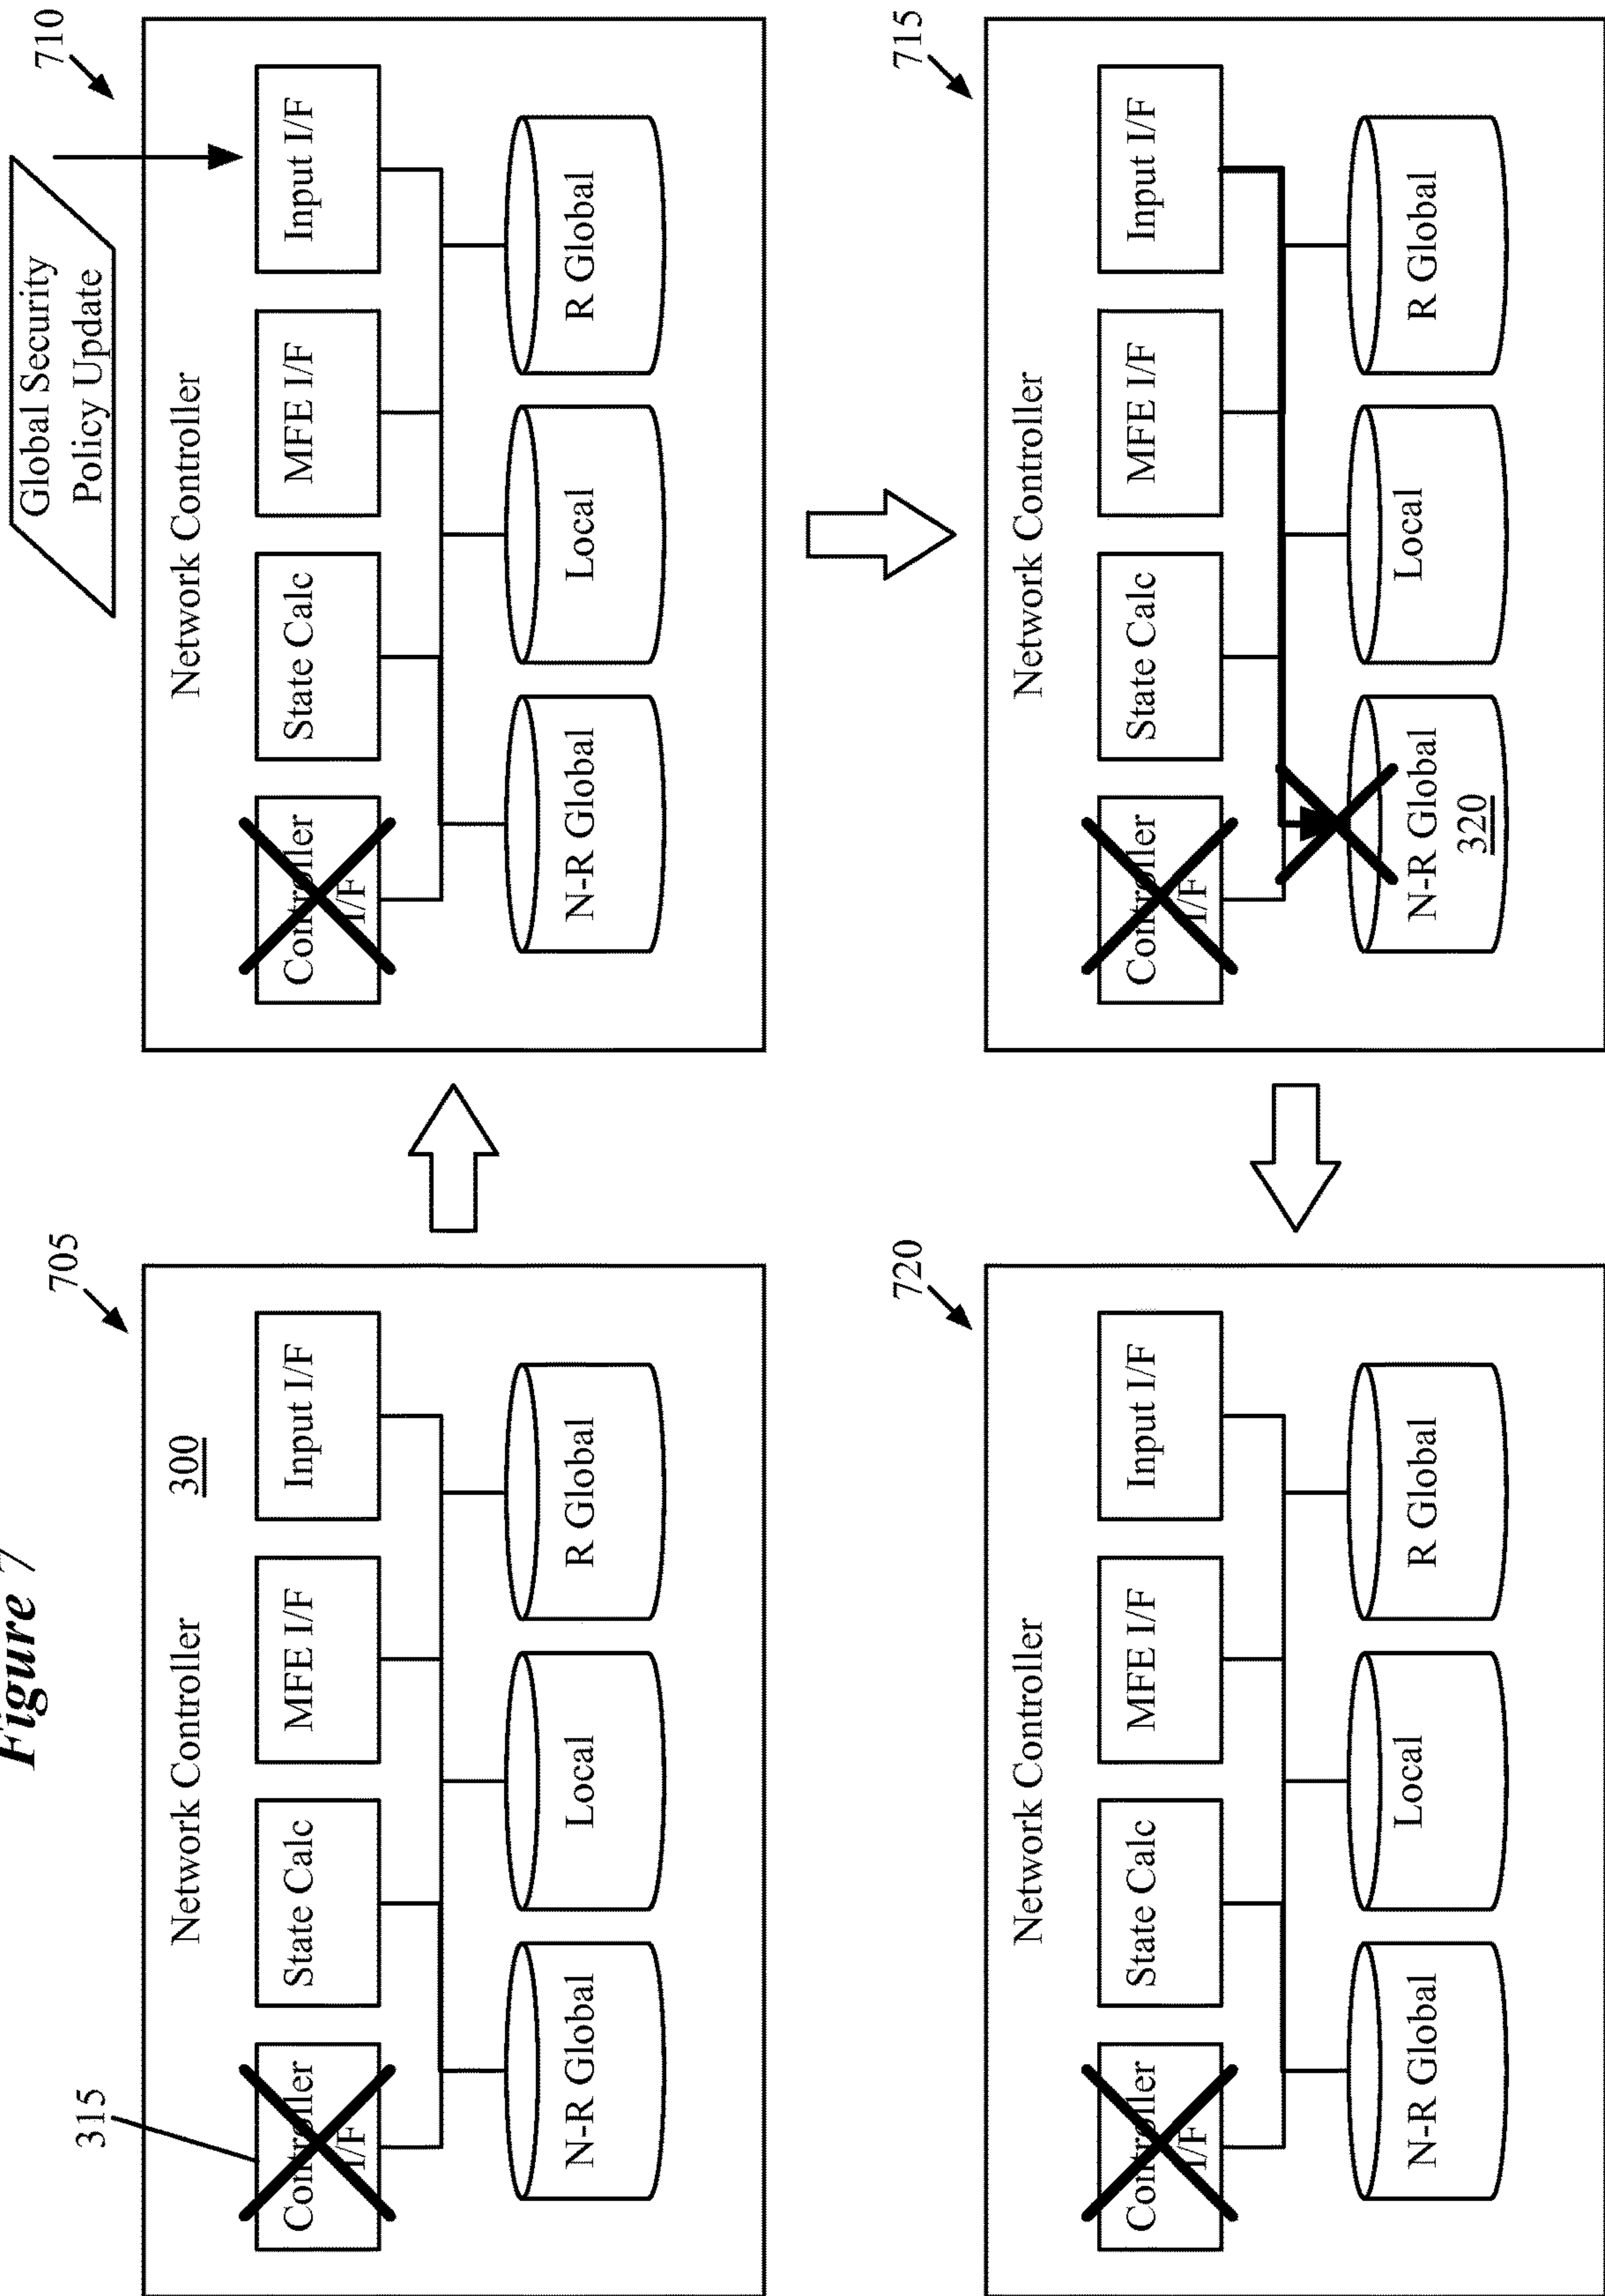 Figure 7
705
Network Controller
300
315
Controller
I/F
State Calc
MFE I/F
Input I/F
N-R Global
Local
R Global
Global Security
Policy Update
710
Network Controller
Controller
I/F
State Calc
MFE I/F
Input I/F
N-R Global
Local
R Global
720
Network Controller
Controller
I/F
State Calc
MFE I/F
Input I/F
N-R Global
Local
R Global
715
Network Controller
Controller
I/F
State Calc
MFE I/F
Input I/F
N-R Global
320
Local
R Global